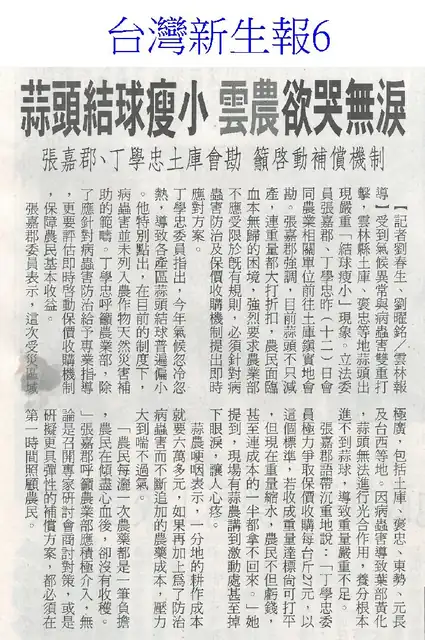 台灣新生報6
蒜頭結球瘦小 雲農欲哭無淚
張嘉郡、丁學忠土庫會勘 籲啓動補償機制
【記者劉春生、劉曜銘／雲林報
導】受到氣候異常與病蟲害雙重打
擊，雲林縣土庫、褒忠等地蒜頭出
現嚴重「結球瘦小」現象。立法委
員張嘉郡、丁學忠昨（十二）日會
同農業相關單位前往土庫鎮實地會
勘。張嘉郡強調，目前蒜頭不只減
產，連重量都大打折扣，農民面臨
血本無歸的困境，強烈要求農業部
不應受限於既有規則，必須針對病
蟲害防治及保價收購機制提出即時
應對方案。
丁學忠委員指出，今年氣候忽冷忽
熱，導致各產區蒜頭結球普遍偏小
。他特別點出，在目前的制度下，
病蟲害並未列入農作物天然災害補
助的範疇。丁學忠呼籲農業部，除
了應針對病蟲害防治給予專業指導
，更要評估即時啓動保價收購機制
，保障農民基本收益。
張嘉郡委員表示，這次受災區域
極廣，包括土庫、褒忠、東勢、元長
及台西等地。因病蟲害導致葉部黃化
，蒜頭無法進行光合作用，養分根本
進不到蒜球，導致重量嚴重不足。
張嘉郡語帶沉重地說：「丁學忠委
員極力爭取保價收購每台斤27元，以
這個標準，若收成重量達標尚可打平
，但現在重量縮水，農民不但虧錢，
甚至連成本的一半都拿不回來。」她
提到，現場有蒜農講到激動處甚至掉
下眼淚，讓人心疼。
蒜農哽咽表示，一分地的耕作成本
就要六萬多元，如果再加上爲了防治
病蟲害而不斷追加的農藥成本，壓力
大到喘不過氣。
「農民每灑一次農藥都是一筆負擔
，農民在傾盡心血後，卻沒有收穫。
」張嘉郡呼籲農業部應積極介入，無
論是召開專家研討會商討對策，或是
研擬更具彈性的補償方案，都必須在
第一時間照顧農民。